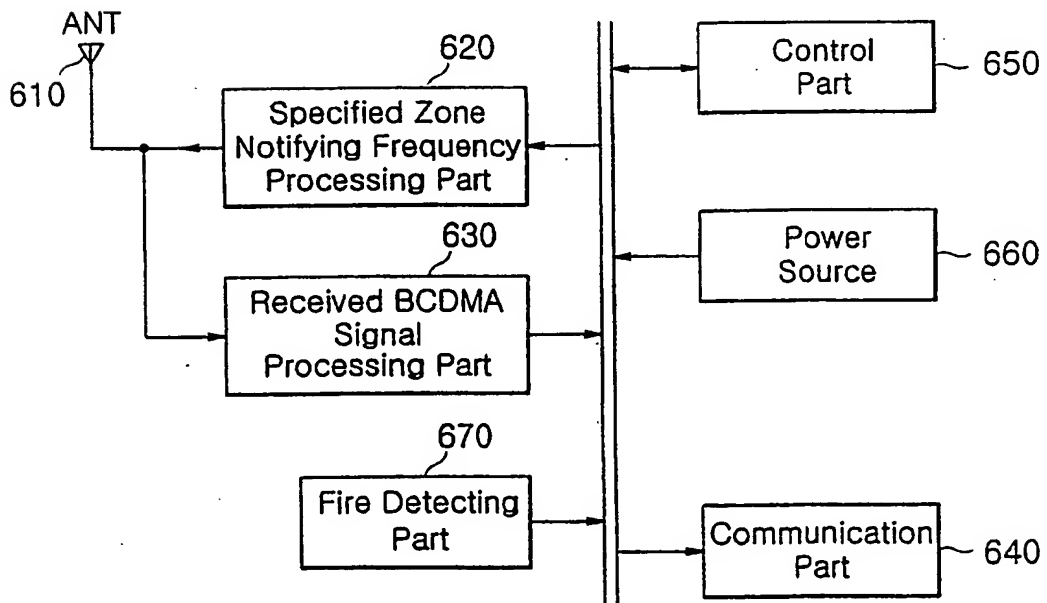 ANT
610
620
Specified Zone
Notifying Frequency
Processing Part
630
Received BCDMA
Signal
Processing Part
670
Fire Detecting
Part
Control
Part
650
Power
Source
660
Communication
Part
640